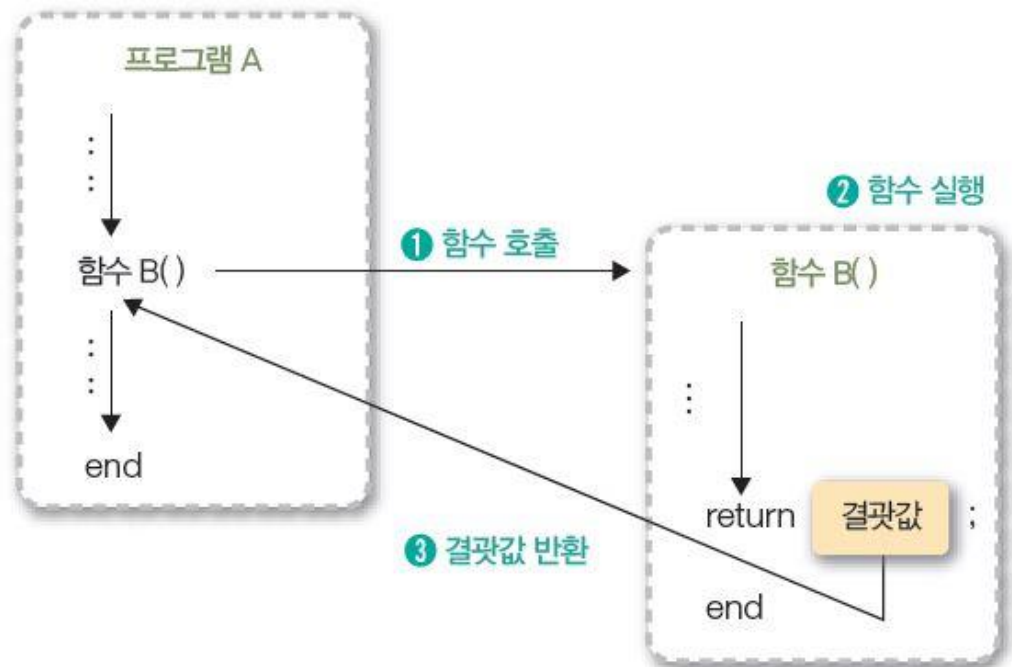 프로그램 A
:
:
함수 B( )
:
:
end
❶ 함수 호출
❷ 함수 실행
함수 B( )
⋮
return 결괏값 ;
end
❸ 결괏값 반환